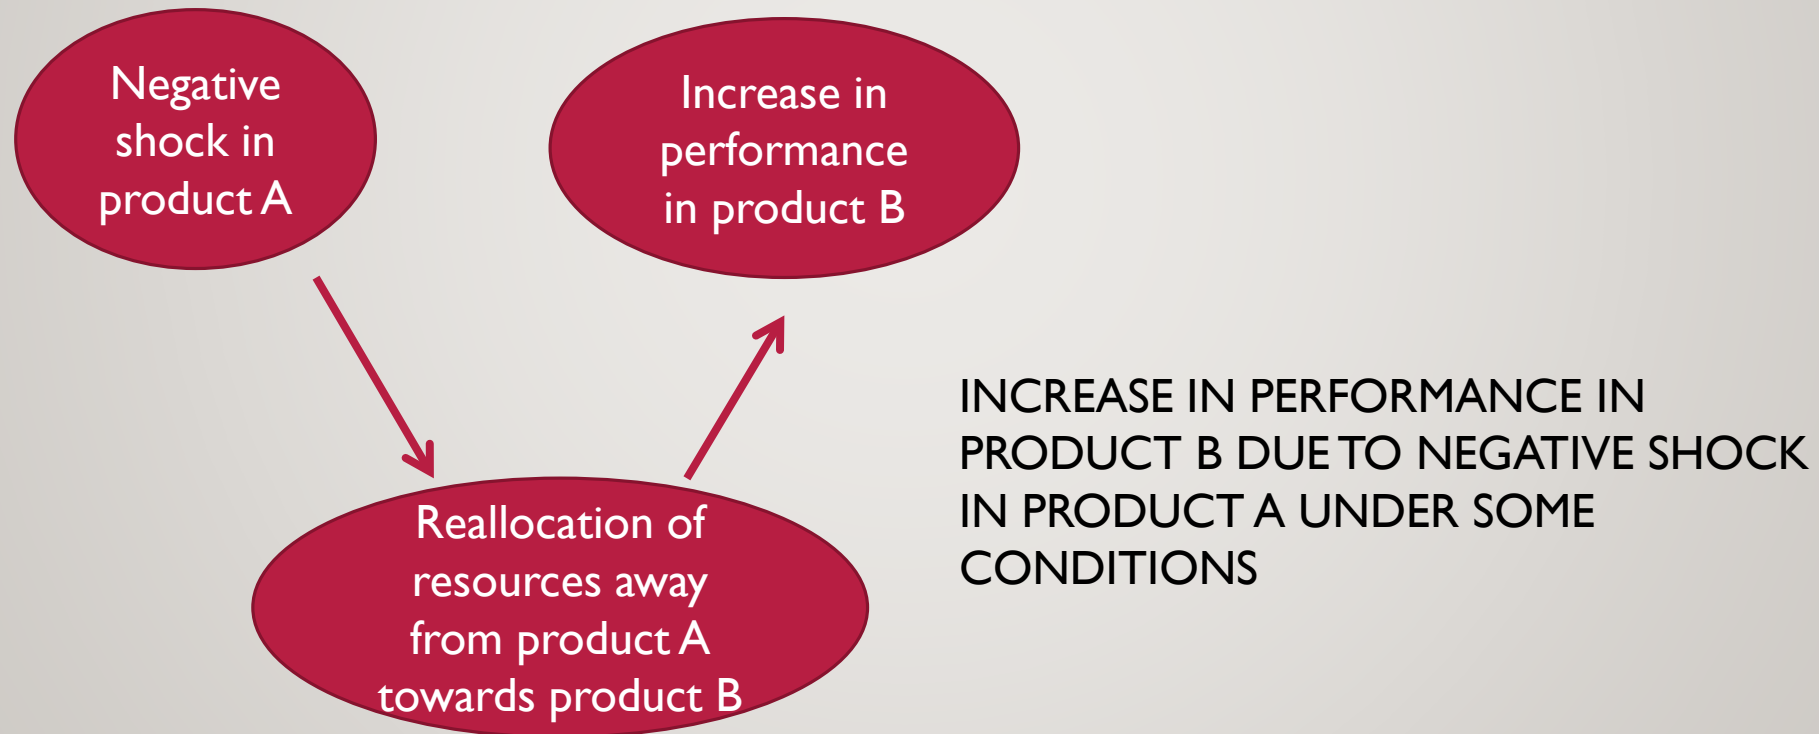 Negative
shock in
product A
Increase in
performance
in product B
Reallocation of
resources away
from product A
towards product B
INCREASE IN PERFORMANCE IN
PRODUCT B DUE TO NEGATIVE SHOCK
IN PRODUCT A UNDER SOME
CONDITIONS